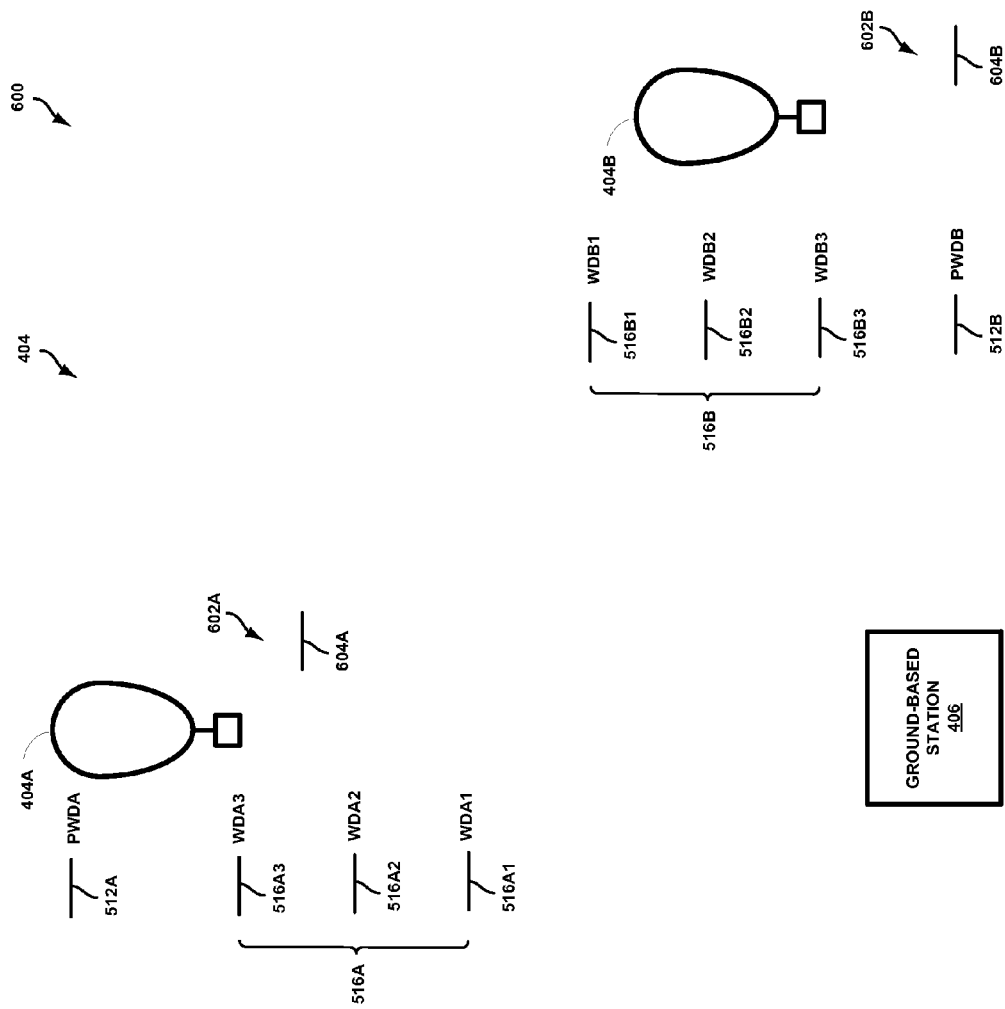 600
404
404A
PWDA
512A
602A
604A
WDA3
516A3
WDA2
516A2
WDA1
516A1
516A
404B
602B
604B
WDB1
516B1
WDB2
516B2
WDB3
516B3
516B
PWDB
512B
GROUND-BASED
STATION
406